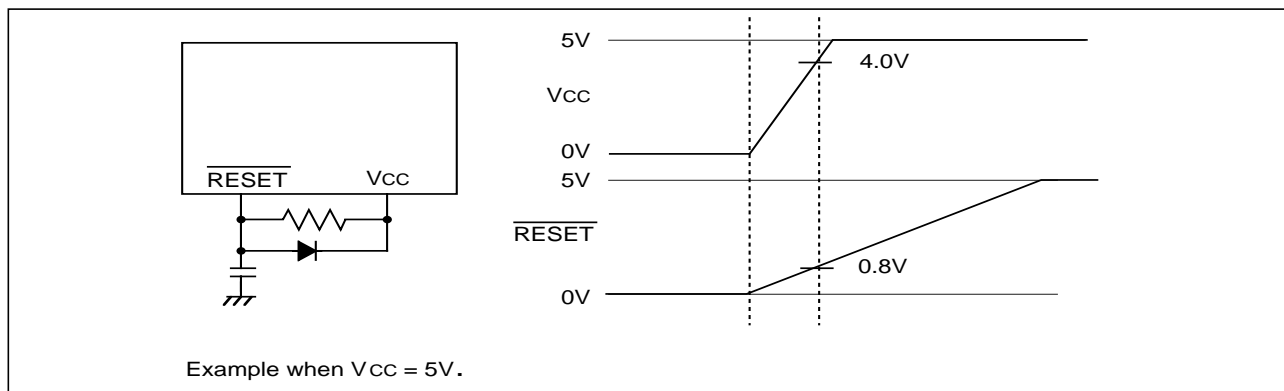 RESET
VCC
Example when VCC = 5V.
5V
4.0V
VCC
0V
5V
RESET
0.8V
0V